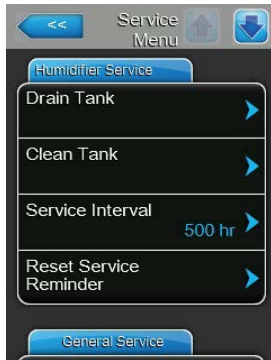 <<
Service
Menu
Humidifier Service
Drain Tank
Clean Tank
Service Interval
500 hr
Reset Service
Reminder
General Service